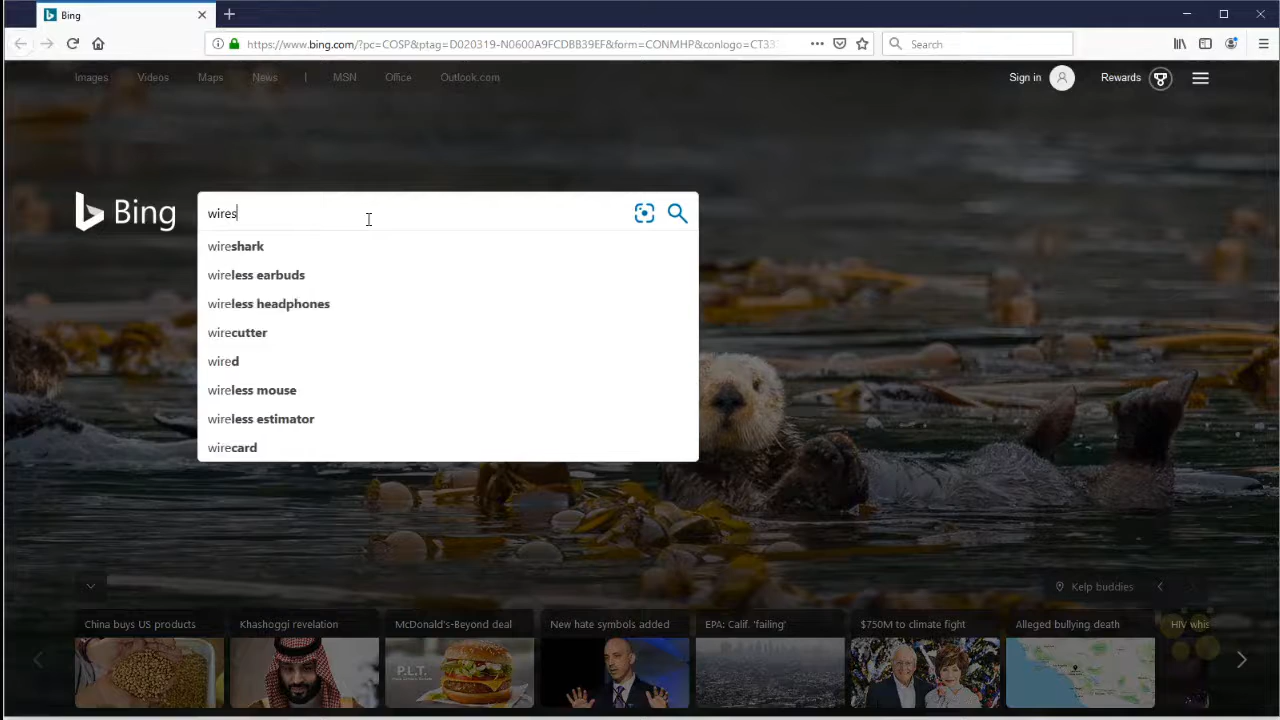 Bing
https://www.bing.com/?pc=COSP&ptag=D020319-N0600A9FCDBB39EF&form=CONMHP&conlogo=CT33
Search
Images Videos Maps News | MSN Office Outlook.com
Sign in Rewards
Bing
wires
wireshark
wireless earbuds
wireless headphones
wirecutter
wired
wireless mouse
wireless estimator
wirecard
Kelp buddies
China buys US products
Khashoggi revelation
McDonald's-Beyond deal
New hate symbols added
EPA: Calif. 'failing'
$750M to climate fight
Alleged bullying death
HIV whis
P.L.T.